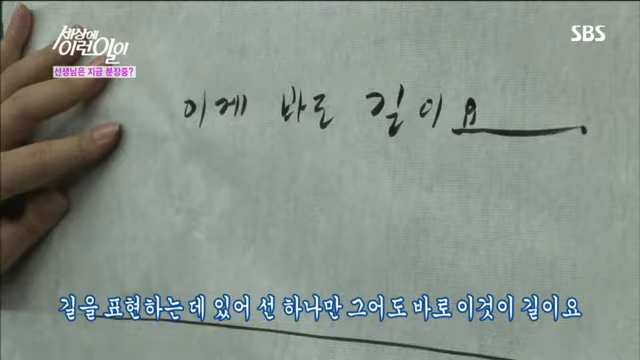 세상에
이런일이
SBS
선생님은 지금 분장중?
이게 바로 길이요
길을 표현하는 데 있어 선 하나만 그어도 바로 이것이 길이요